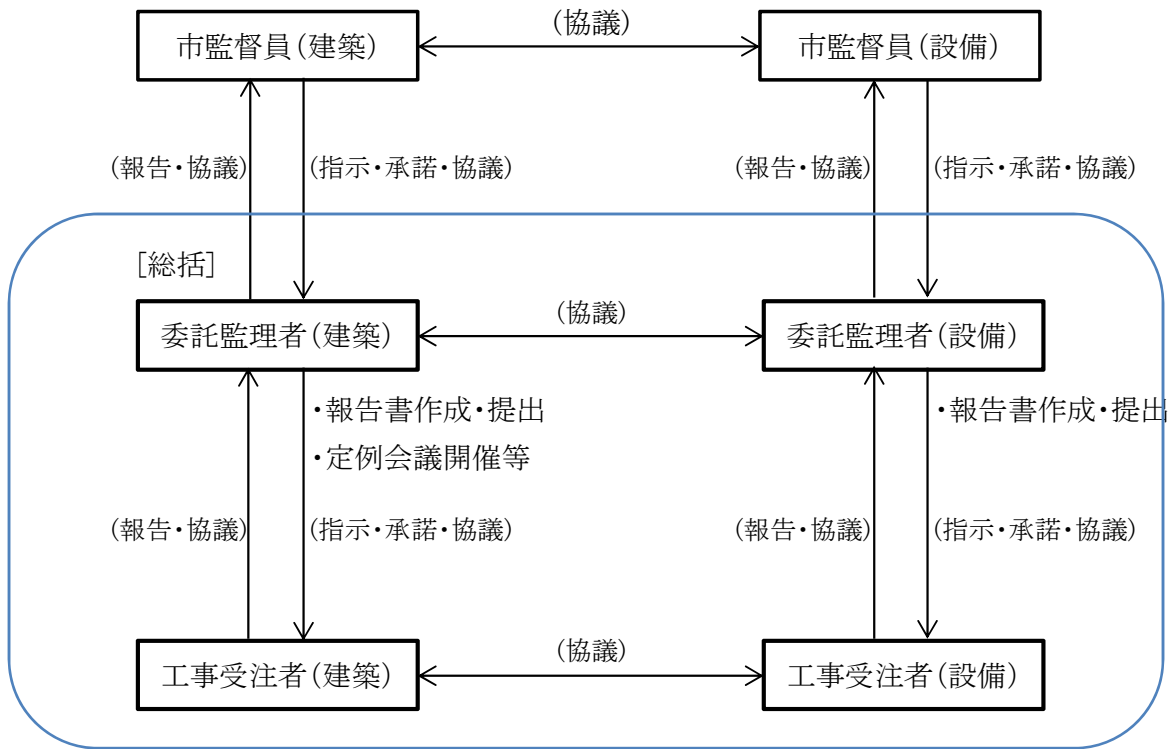 市監督員(建築)
(協議)
市監督員(設備)
(報告・協議)
(指示・承諾・協議)
(報告・協議)
(指示・承諾・協議)
[総括]
委託監理者(建築)
(協議)
委託監理者(設備)
・報告書作成・提出
・定例会議開催等
・報告書作成・提出
(報告・協議)
(指示・承諾・協議)
(報告・協議)
(指示・承諾・協議)
工事受注者(建築)
(協議)
工事受注者(設備)